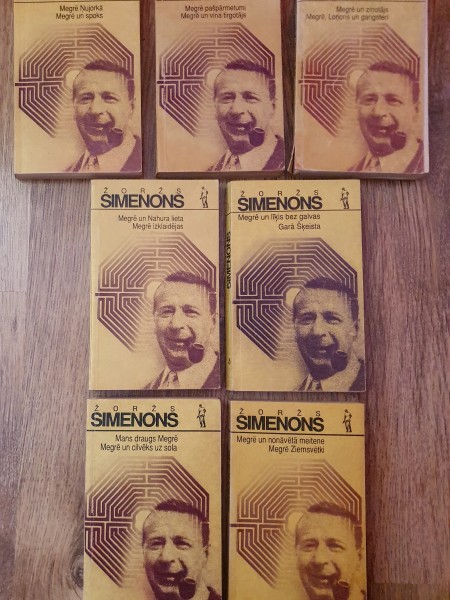 Megrē Ņujorkā
Megrē un spoks
Megrē pašpārmetumi
Megrē un vīna tirgotājs
Megrē un zīmotājs
Megrē, Lonjons un gangsteri
ŽORŽS
SIMENONS
Megrē un Nahura lieta
Megrē izklaidējas
ŽORŽS
SIMENONS
Megrē un līķis bez galvas
Garā Šķeista
SIMENONS
ŽORŽS
SIMENONS
Mans draugs Megrē
Megrē un cilvēks uz sola
ŽORŽS
SIMENONS
Megrē un nonāvētā meitene
Megrē Ziemsvētki